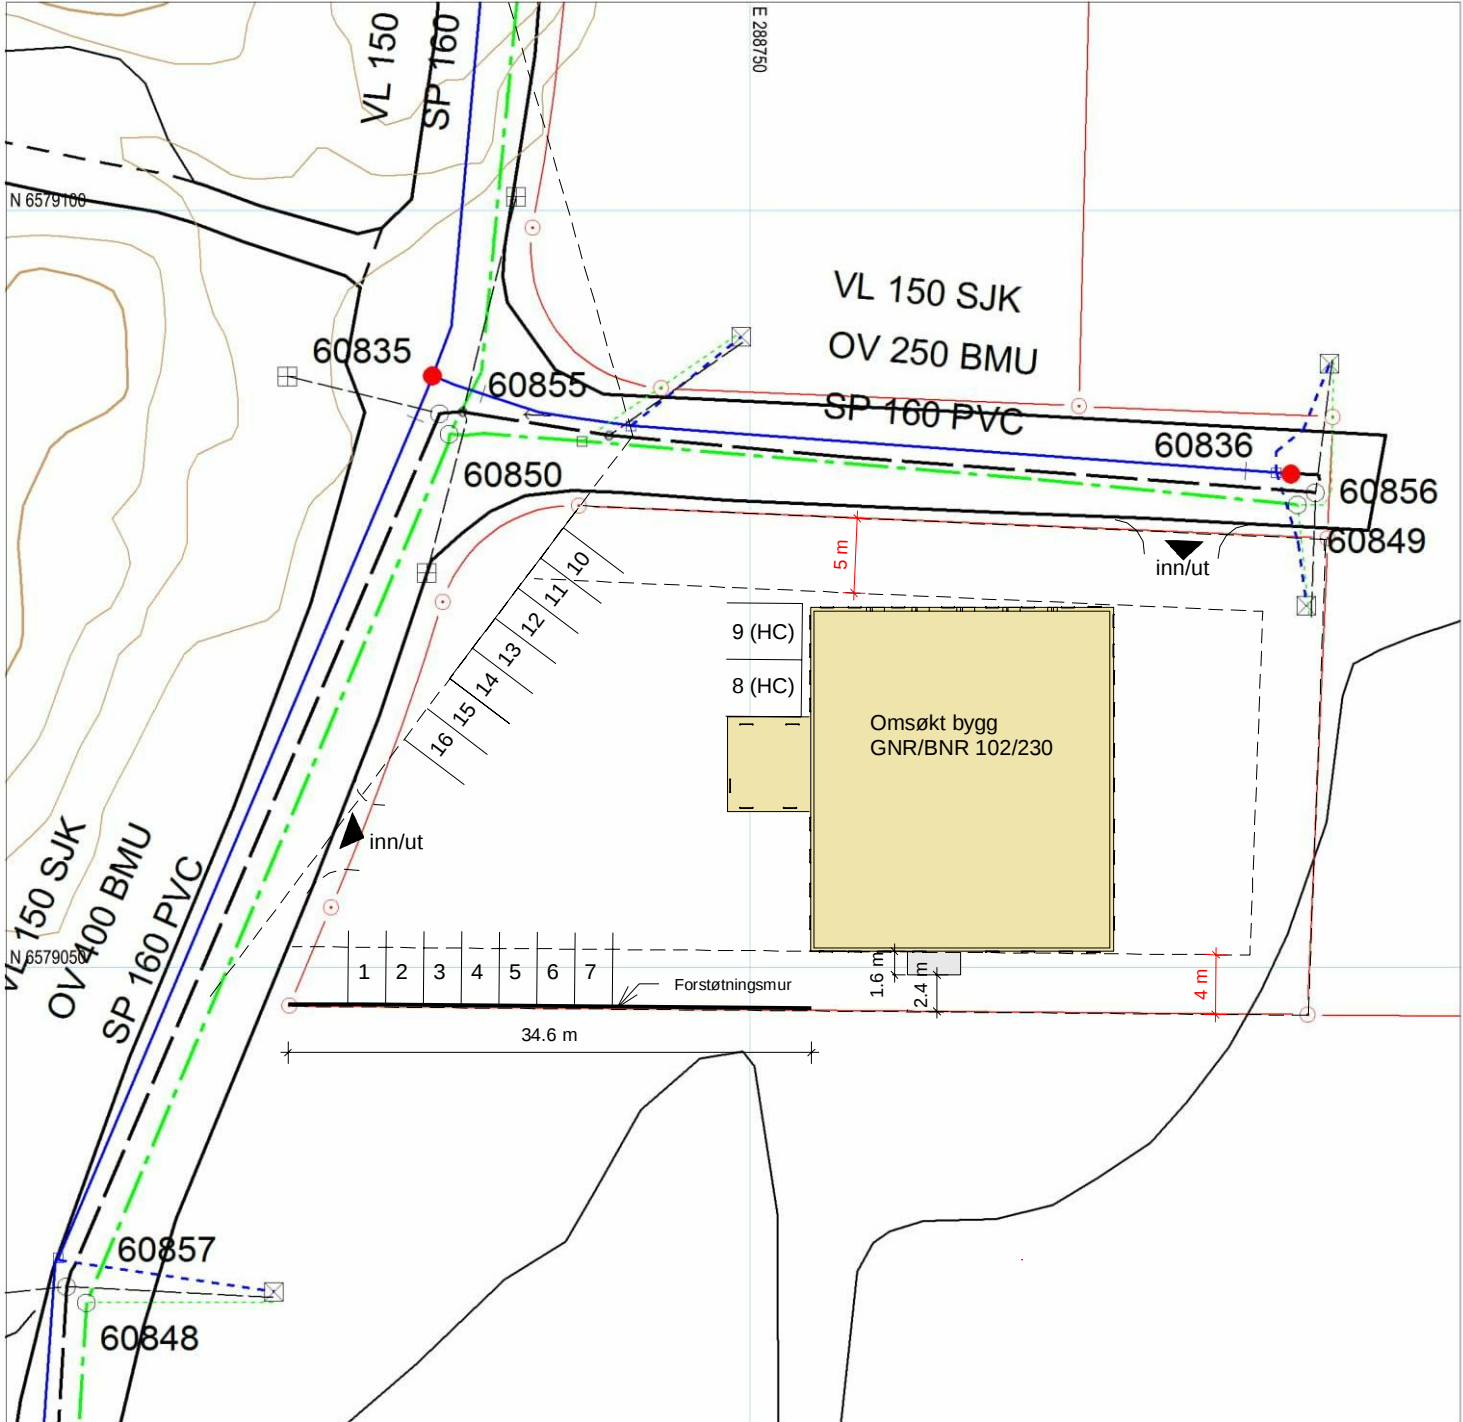 VL 150
SP 160
E 288750
N 6579100
VL 150 SJK
OV 250 BMU
SP 160 PVC
60835
60855
60836
60850
60856
60849
5 m
inn/ut
10
11
12
13
14
15
16
9 (HC)
8 (HC)
Omsøkt bygg
GNR/BNR 102/230
inn/ut
VL 150 SJK
OV 400 BMU
SP 160 PVC
N 6579050
1
2
3
4
5
6
7
Forstøtningsmur
1.6 m
2.4 m
4 m
34.6 m
60857
60848